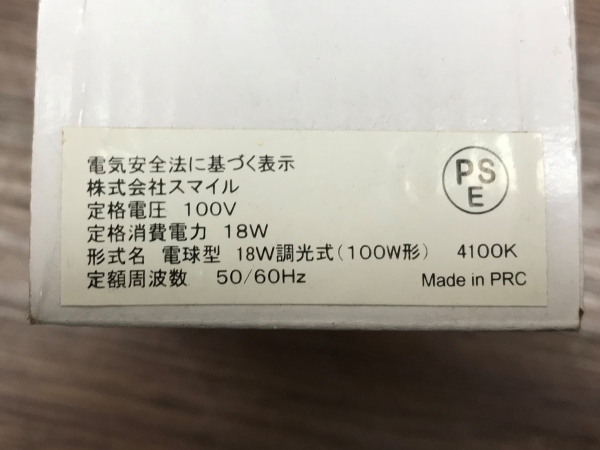 電気安全法に基づく表示
株式会社スマイル
定格電圧 100V
定格消費電力 18W
形式名 電球型 18W調光式(100W形) 4100K
定額周波数 50/60Hz
Made in PRC
PS
E